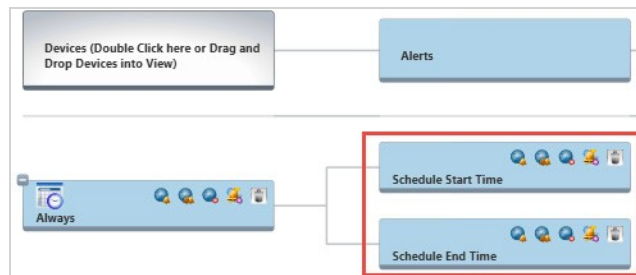 Devices (Double Click here or Drag and
Drop Devices into View)
Alerts
Always
Schedule Start Time
Schedule End Time